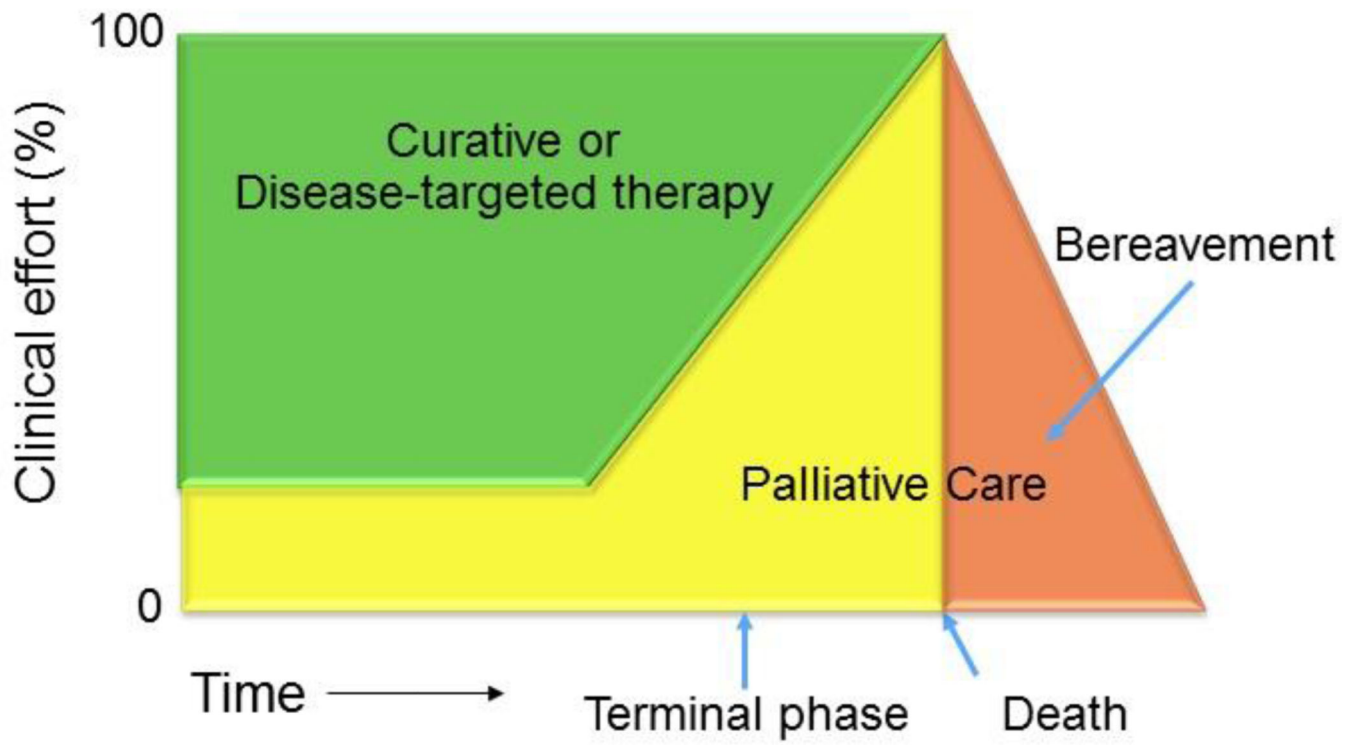 100
Clinical effort (%)
Curative or
Disease-targeted therapy
Bereavement
Palliative Care
0
Time
Terminal phase
Death